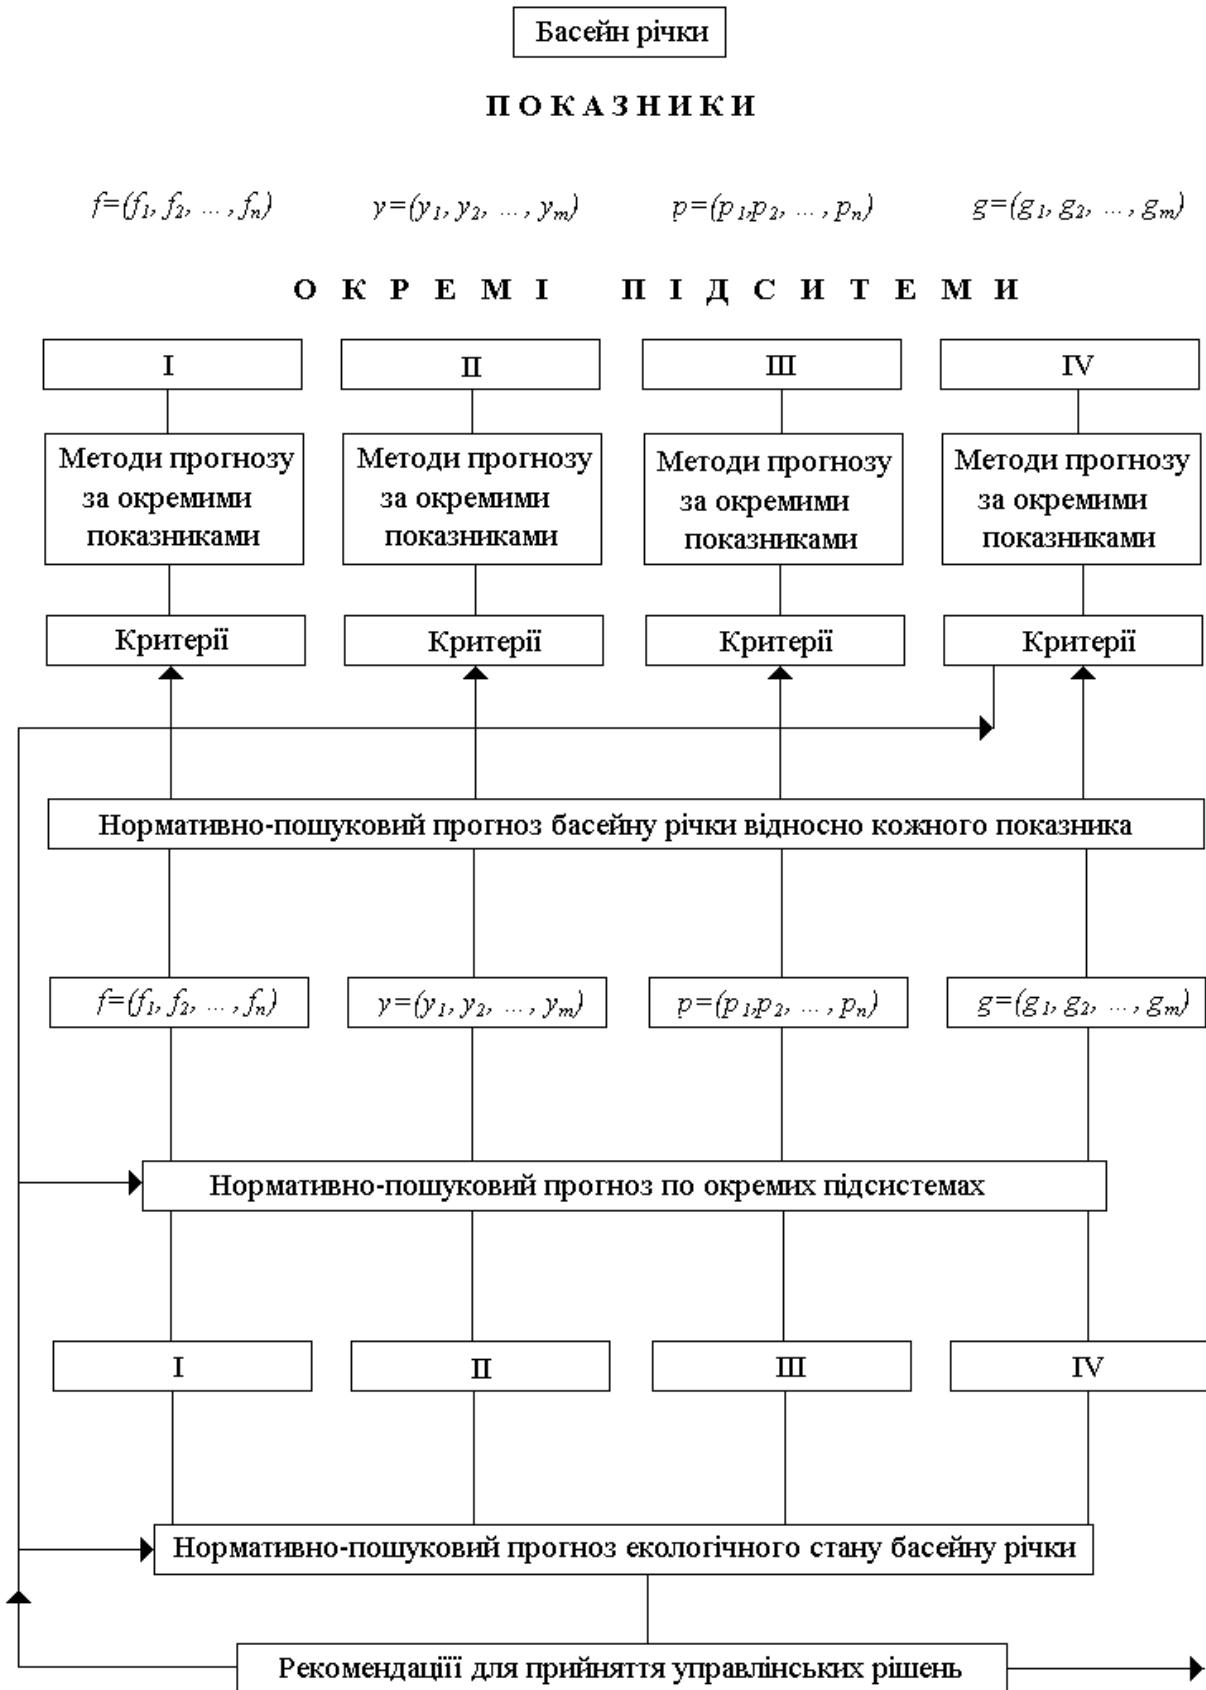 Басейн річки
ПОКАЗНИКИ
f=(f₁, f₂, ... , fₙ) y=(y₁, y₂, ... , yₘ) p=(p₁,p₂, ... , pₙ) g=(g₁, g₂, ... , gₘ)
ОКРЕМІ ПІДСИТЕМИ
I II III IV
Методи прогнозу Методи прогнозу Методи прогнозу Методи прогнозу
за окремими за окремими за окремими за окремими
показниками показниками показниками показниками
Критерії Критерії Критерії Критерії
Нормативно-пошуковий прогноз басейну річки відносно кожного показника
f=(f₁, f₂, ... , fₙ) y=(y₁, y₂, ... , yₘ) p=(p₁,p₂, ... , pₙ) g=(g₁, g₂, ... , gₘ)
Нормативно-пошуковий прогноз по окремих підсистемах
I II III IV
Нормативно-пошуковий прогноз екологічного стану басейну річки
Рекомендаціїї для прийняття управлінських рішень